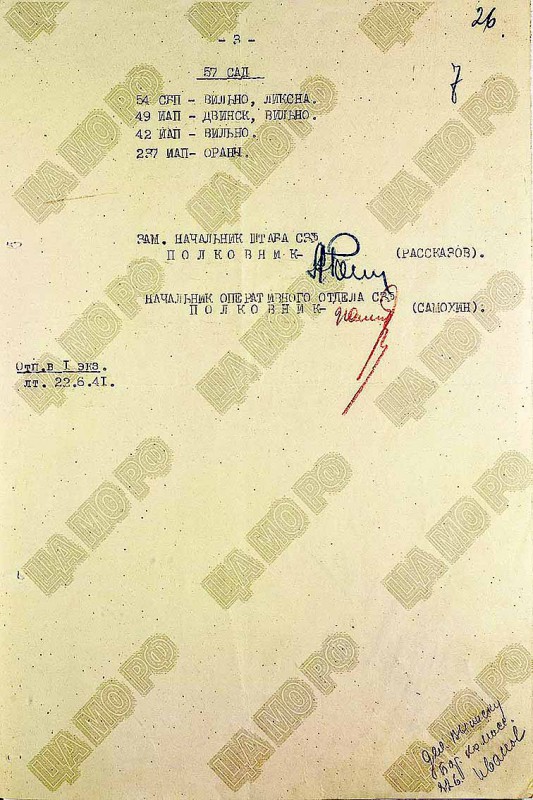 26.
- 3 -
7
57 САД
54 СБП - ВИЛЬНО, ЛИКСНА.
49 ИАП - ДВИНСК, ВИЛЬНО.
42 ИАП - ВИЛЬНО.
237 ИАП- ОРАНЫ.
ЗАМ. НАЧАЛЬНИК ШТАБА СЗФ
ПОЛКОВНИК- (РАССКАЗОВ).
НАЧАЛЬНИК ОПЕРАТИВНОГО ОТДЕЛА СЗФ
ПОЛКОВНИК- (САМОХИН).
Отп.в I экз.
лт. 22.6.41.
Иванов
ЦА МО РФ